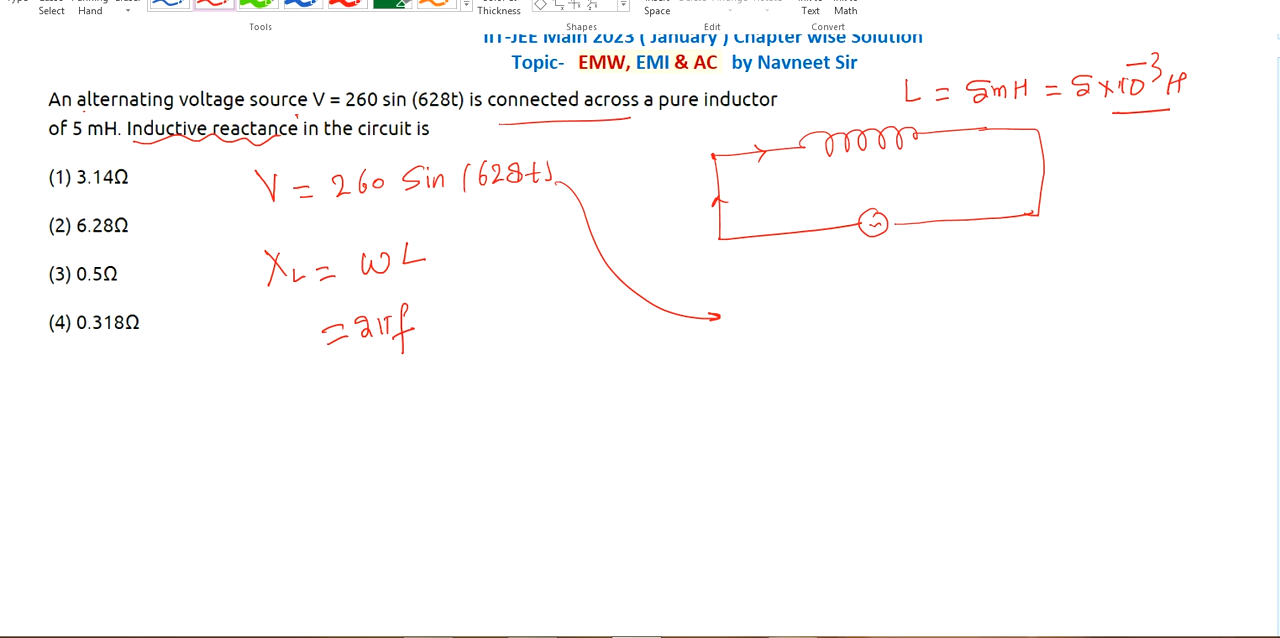 Select Hand Thickness Space Text Math
Tools Shapes Edit Convert
IIT-JEE Main 2023 ( January ) Chapter wise Solution
Topic- EMW, EMI & AC by Navneet Sir
An alternating voltage source V = 260 sin (628t) is connected across a pure inductor
of 5 mH. Inductive reactance in the circuit is
L = 5mH = 5×10⁻³ H
(1) 3.14Ω
V = 260 Sin (628t)
(2) 6.28Ω
(3) 0.5Ω
X_L = ωL
(4) 0.318Ω
= 2πf